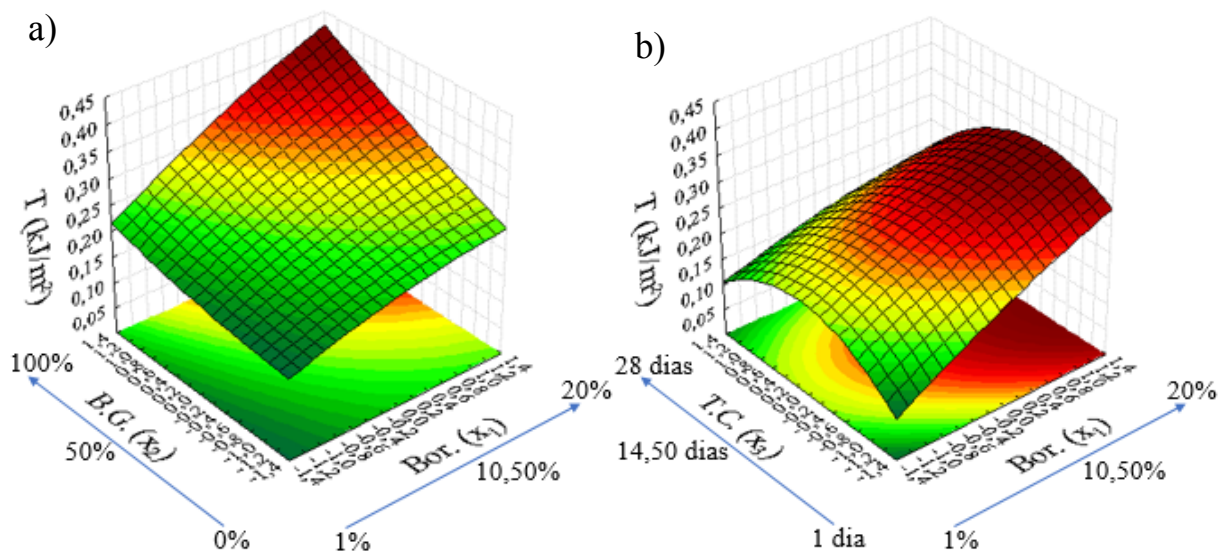 a)
0,45
0,40
0,35
0,30
0,25
0,20
0,15
0,10
0,05
T. (kJ/m²)
100%
B.G. (x₂)
50%
0%
20%
Bor. (x₁)
10,50%
1%
b)
0,45
0,40
0,35
0,30
0,25
0,20
0,15
0,10
0,05
T. (kJ/m²)
28 dias
T.C. (x₃)
14,50 dias
1 dia
20%
Bor. (x₁)
10,50%
1%